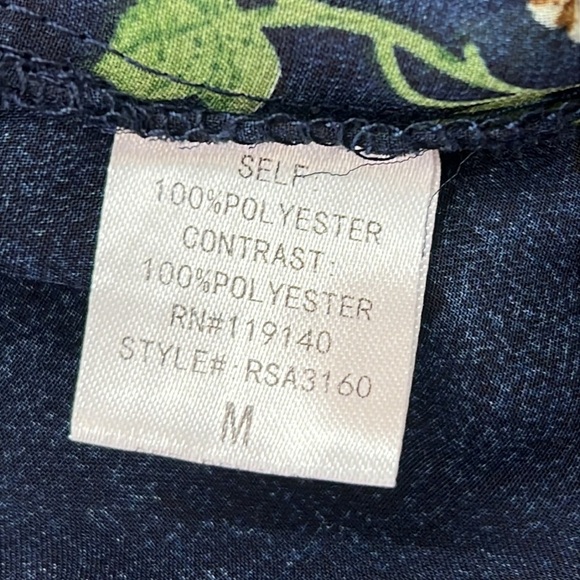 SELF:
100%POLYESTER
CONTRAST:
100%POLYESTER
RN#119140
STYLE#:RSA3160
M